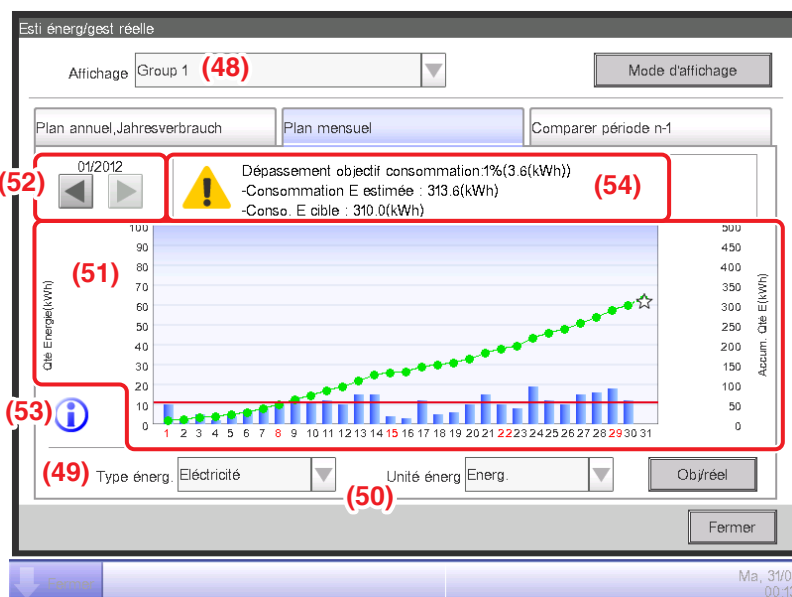 Esti énerg/gest réelle
Affichage Group 1 (48) Mode d'affichage
Plan annuel,Jahresverbrauch Plan mensuel Comparer période n-1
(52) 01/2012
Dépassement objectif consommation:1%(3.6(kWh))
-Consommation E estimée : 313.6(kWh) (54)
-Conso. E cible : 310.0(kWh)
(51)
Qté Energie(kWh)
100
90
80
70
60
50
40
30
20
10
0
500
450
400
350
300
250
200
150
100
50
0
Accum. Qté E(kWh)
1 2 3 4 5 6 7 8 9 10 11 12 13 14 15 16 17 18 19 20 21 22 23 24 25 26 27 28 29 30 31
(53)
(49) Type énerg. Eléctricité (50) Unité énerg Energ. Obj/réel
Fermer
Fermer
Ma, 31/0